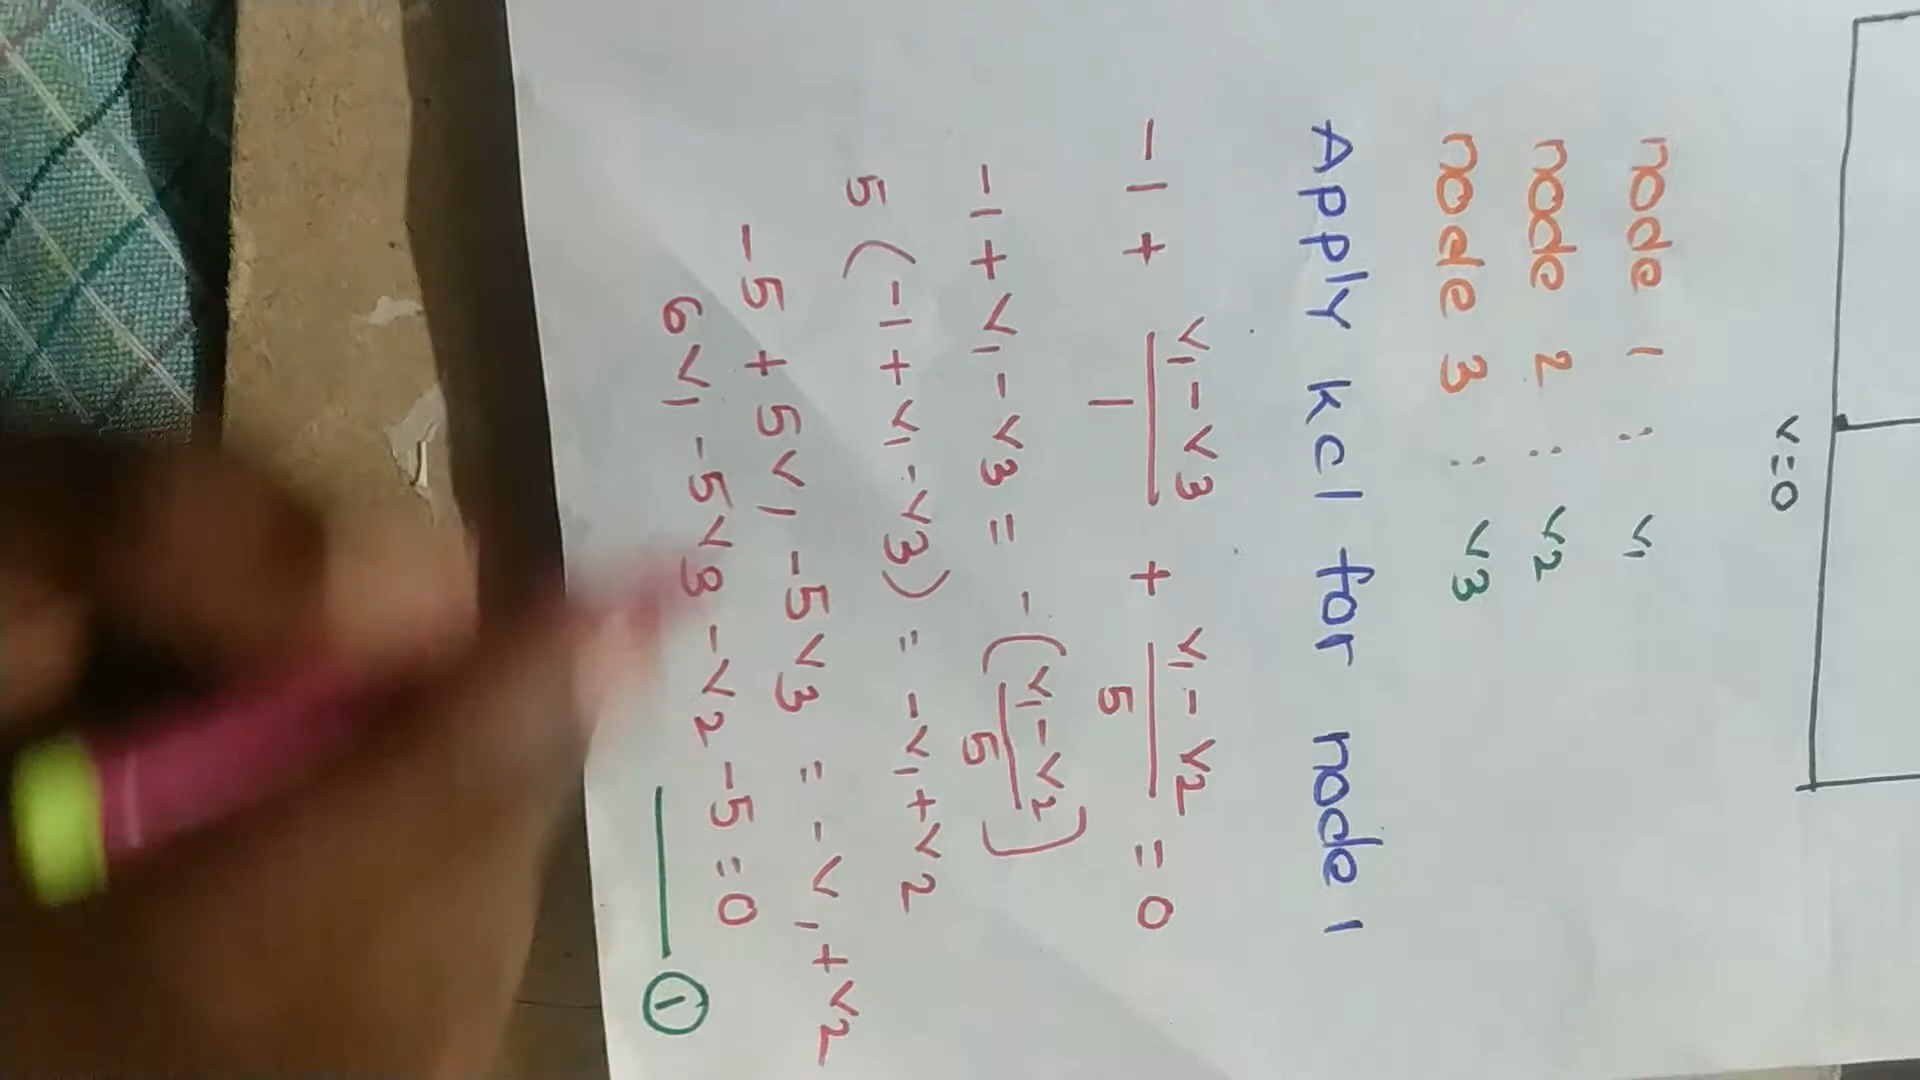 v=0
node 1 : v1
node 2 : v2
node 3 : v3
Apply kcl for node 1
-1 + v1-v3/1 + v1-v2/5 = 0
-1 + v1 - v3 = -(v1-v2/5)
5(-1+v1-v3) = -v1+v2
-5 + 5v1 - 5v3 = -v1+v2
6v1 -5v3 -v2 -5 =0
1